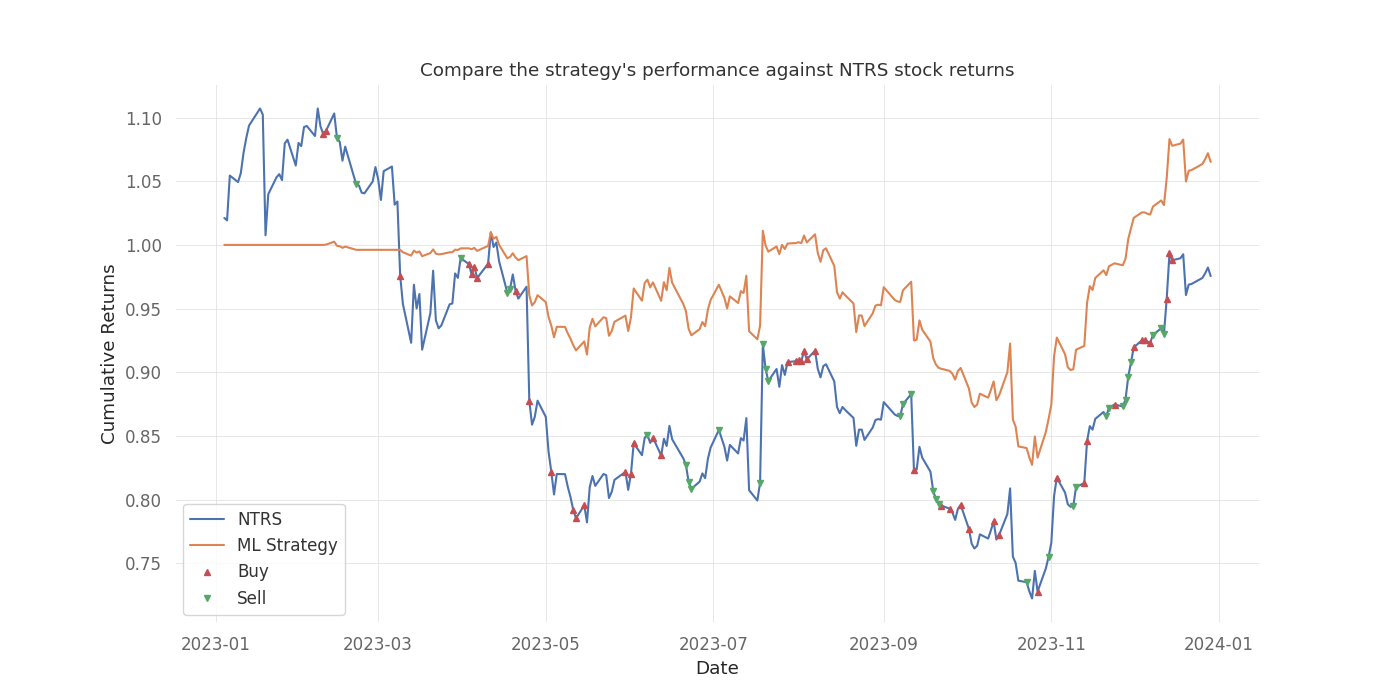 Compare the strategy's performance against NTRS stock returns
Cumulative Returns
1.10
1.05
1.00
0.95
0.90
0.85
0.80
0.75
NTRS
ML Strategy
Buy
Sell
2023-01 2023-03 2023-05 2023-07 2023-09 2023-11 2024-01
Date